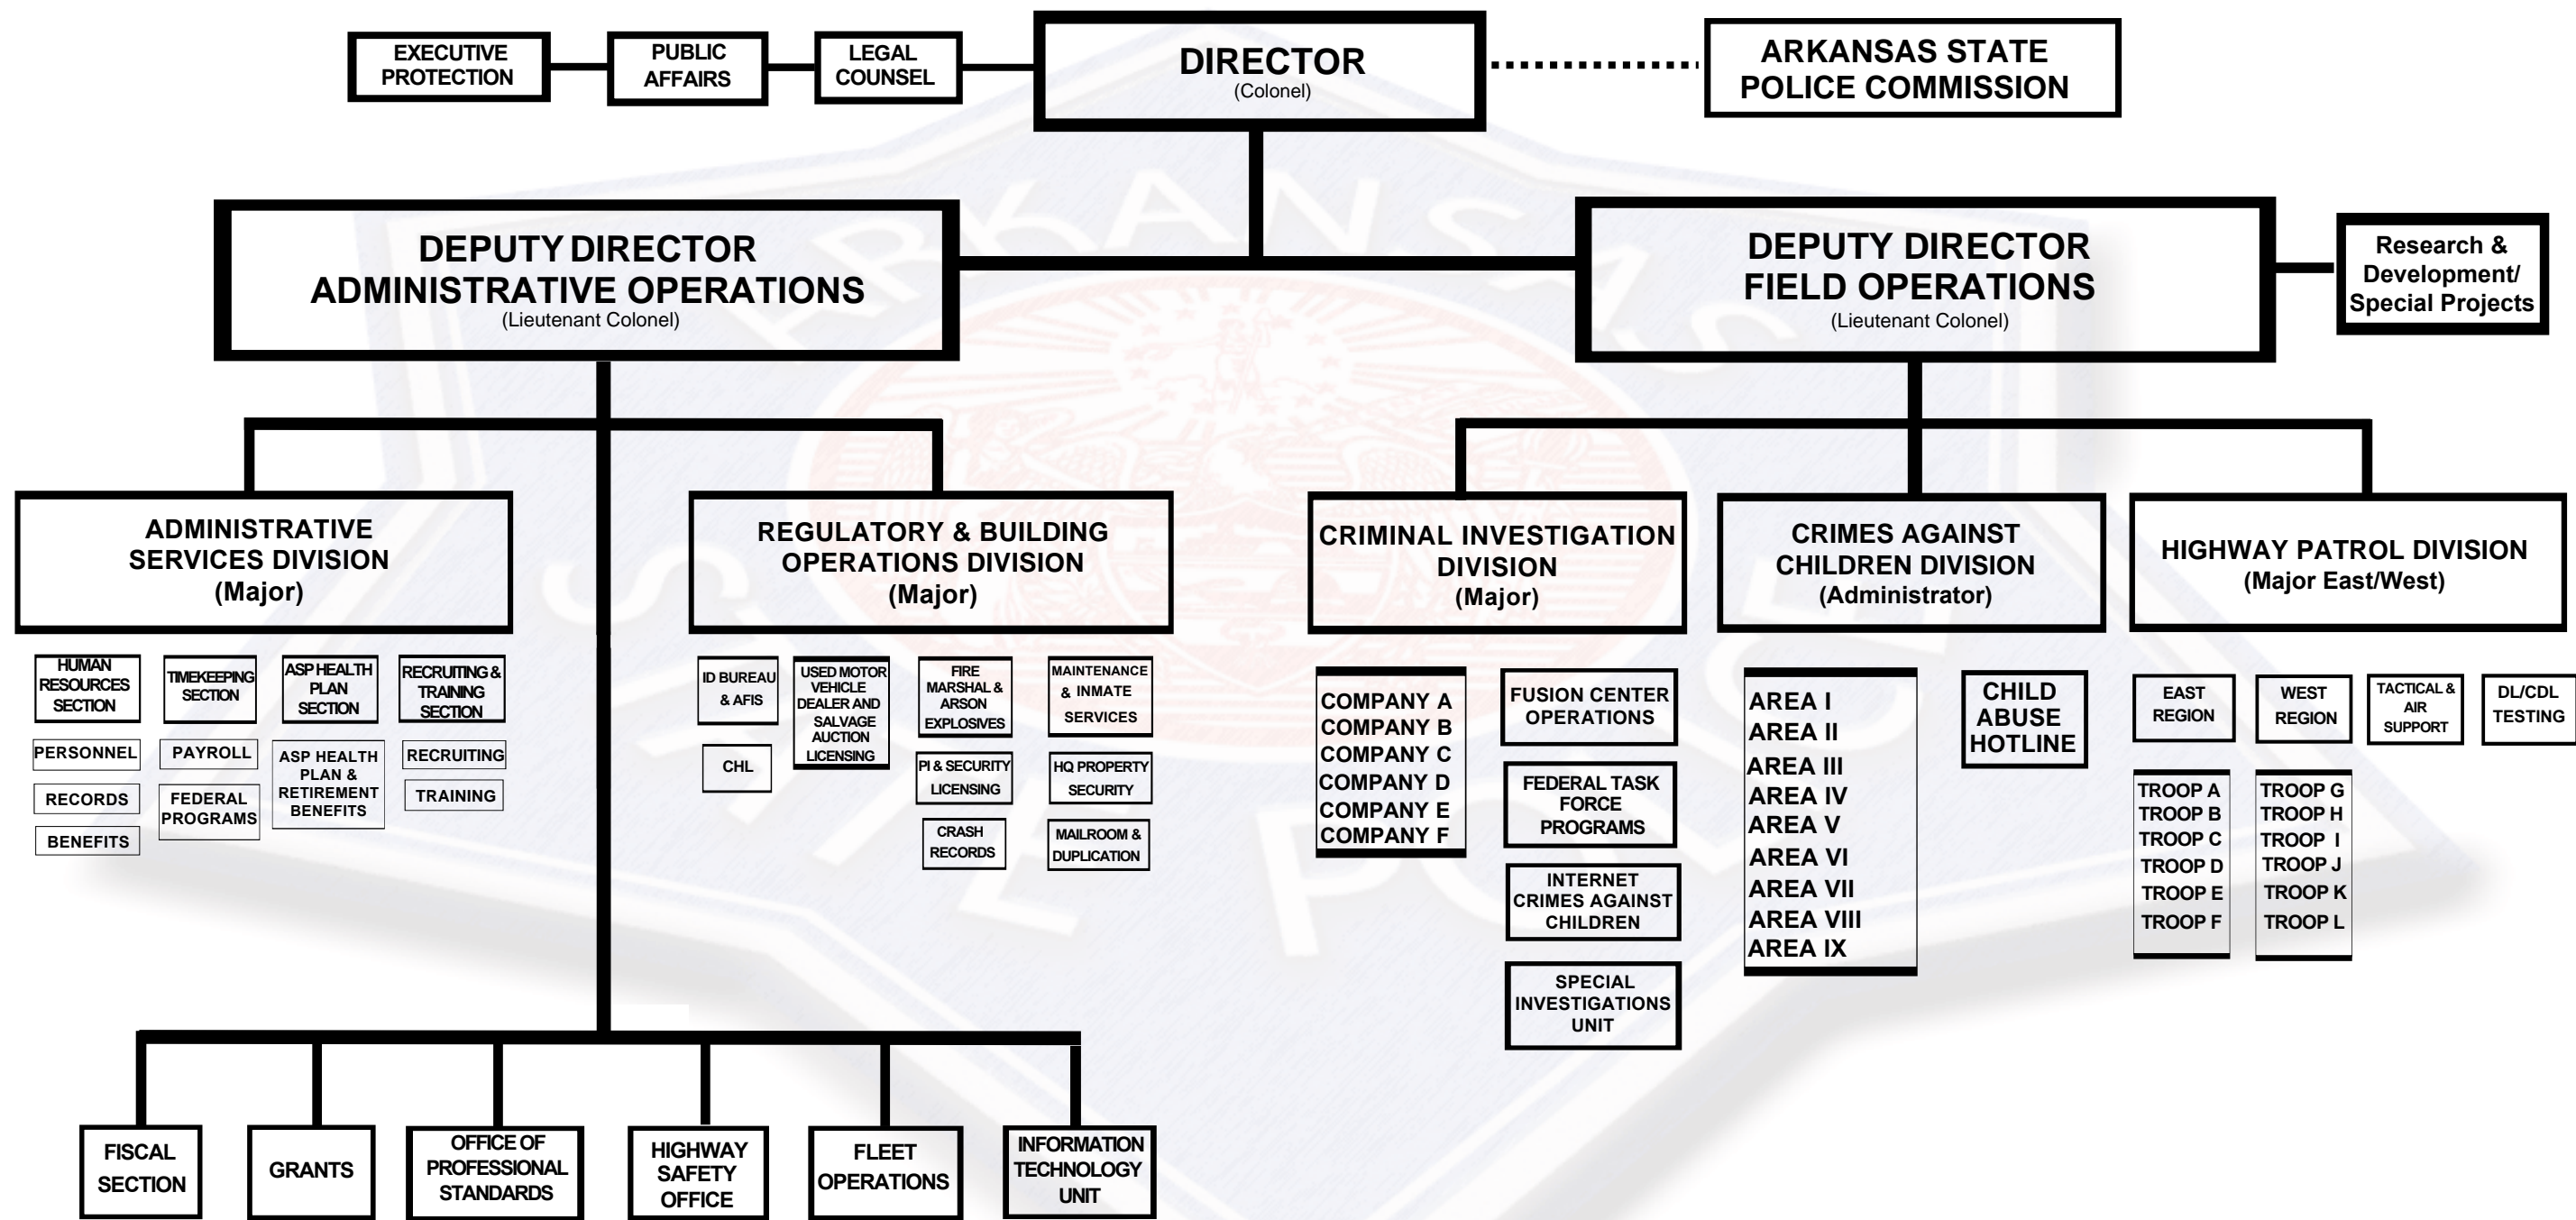 EXECUTIVE
PROTECTION
PUBLIC
AFFAIRS
LEGAL
COUNSEL
DIRECTOR
(Colonel)
ARKANSAS STATE
POLICE COMMISSION
DEPUTY DIRECTOR
ADMINISTRATIVE OPERATIONS
(Lieutenant Colonel)
DEPUTY DIRECTOR
FIELD OPERATIONS
(Lieutenant Colonel)
Research &
Development/
Special Projects
ADMINISTRATIVE
SERVICES DIVISION
(Major)
REGULATORY & BUILDING
OPERATIONS DIVISION
(Major)
CRIMINAL INVESTIGATION
DIVISION
(Major)
CRIMES AGAINST
CHILDREN DIVISION
(Administrator)
HIGHWAY PATROL DIVISION
(Major East/West)
HUMAN
RESOURCES
SECTION
PERSONNEL
RECORDS
BENEFITS
TIMEKEEPING
SECTION
PAYROLL
FEDERAL
PROGRAMS
ASP HEALTH
PLAN
SECTION
ASP HEALTH
PLAN &
RETIREMENT
BENEFITS
RECRUITING &
TRAINING
SECTION
RECRUITING
TRAINING
ID BUREAU
& AFIS
CHL
USED MOTOR
VEHICLE
DEALER AND
SALVAGE
AUCTION
LICENSING
FIRE
MARSHAL &
ARSON
EXPLOSIVES
PI & SECURITY
LICENSING
CRASH
RECORDS
MAINTENANCE
& INMATE
SERVICES
HQ PROPERTY
SECURITY
MAILROOM &
DUPLICATION
COMPANY A
COMPANY B
COMPANY C
COMPANY D
COMPANY E
COMPANY F
FUSION CENTER
OPERATIONS
FEDERAL TASK
FORCE
PROGRAMS
INTERNET
CRIMES AGAINST
CHILDREN
SPECIAL
INVESTIGATIONS
UNIT
AREA I
AREA II
AREA III
AREA IV
AREA V
AREA VI
AREA VII
AREA VIII
AREA IX
CHILD
ABUSE
HOTLINE
EAST
REGION
TROOP A
TROOP B
TROOP C
TROOP D
TROOP E
TROOP F
WEST
REGION
TROOP G
TROOP H
TROOP I
TROOP J
TROOP K
TROOP L
TACTICAL &
AIR
SUPPORT
DL/CDL
TESTING
FISCAL
SECTION
GRANTS
OFFICE OF
PROFESSIONAL
STANDARDS
HIGHWAY
SAFETY
OFFICE
FLEET
OPERATIONS
INFORMATION
TECHNOLOGY
UNIT
ARKANSAS
STATE POLICE